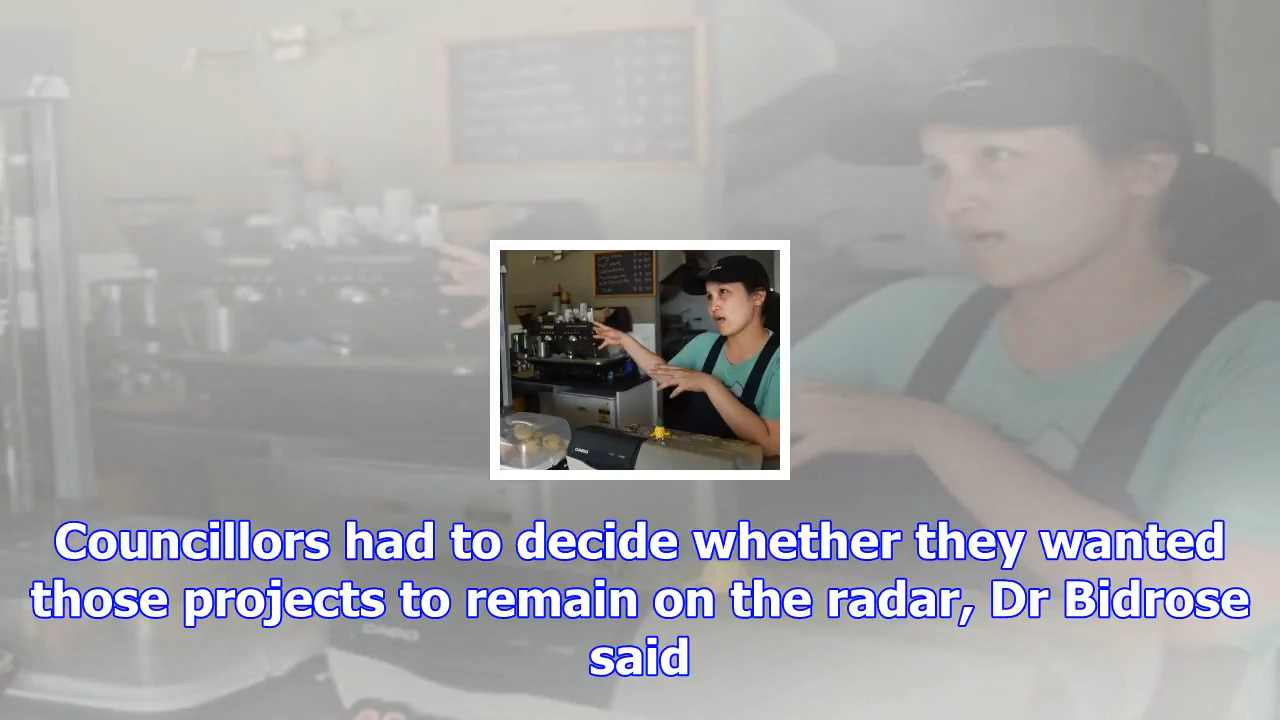 Councillors had to decide whether they wanted
those projects to remain on the radar, Dr Bidrose
said